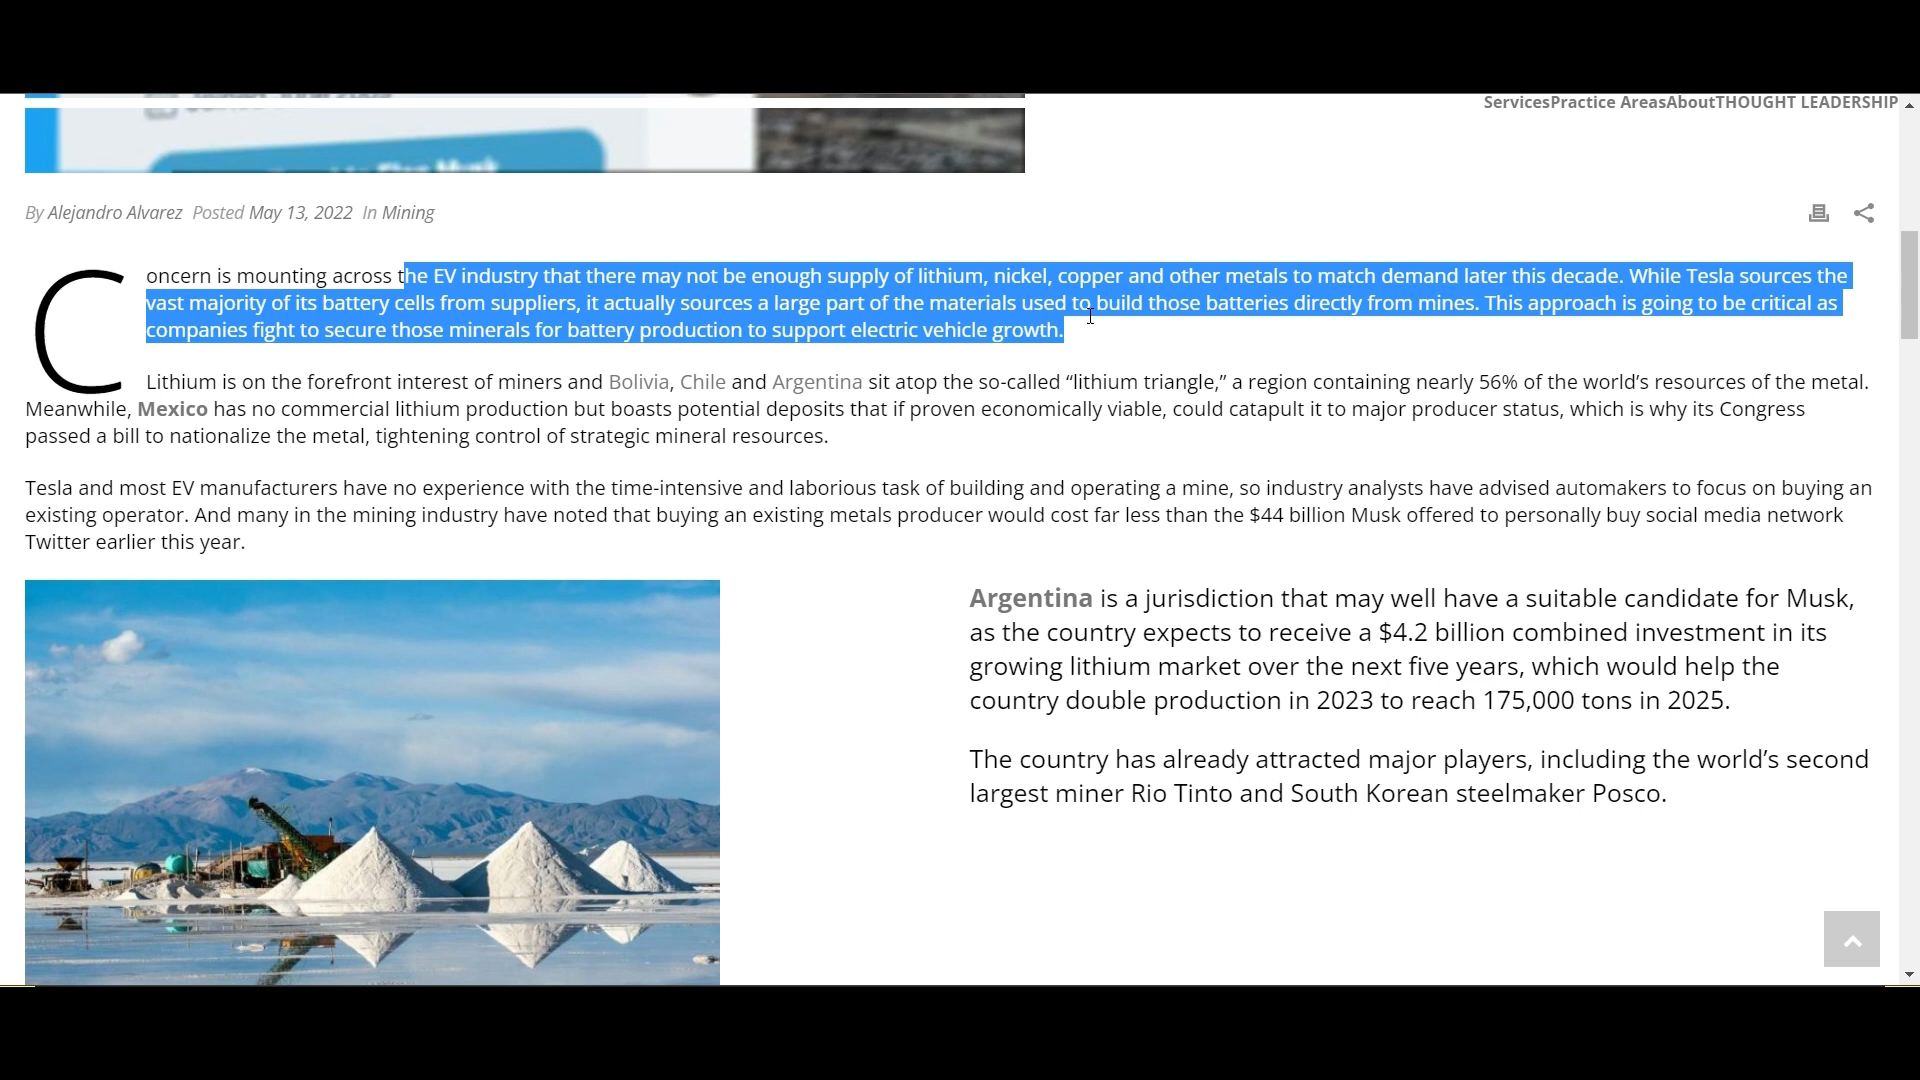 ServicesPractice AreasAboutTHOUGHT LEADERSHIP
By Alejandro Alvarez Posted May 13, 2022 In Mining
Concern is mounting across the EV industry that there may not be enough supply of lithium, nickel, copper and other metals to match demand later this decade. While Tesla sources the
vast majority of its battery cells from suppliers, it actually sources a large part of the materials used to build those batteries directly from mines. This approach is going to be critical as
companies fight to secure those minerals for battery production to support electric vehicle growth.
Lithium is on the forefront interest of miners and Bolivia, Chile and Argentina sit atop the so-called “lithium triangle,” a region containing nearly 56% of the world’s resources of the metal.
Meanwhile, Mexico has no commercial lithium production but boasts potential deposits that if proven economically viable, could catapult it to major producer status, which is why its Congress
passed a bill to nationalize the metal, tightening control of strategic mineral resources.
Tesla and most EV manufacturers have no experience with the time-intensive and laborious task of building and operating a mine, so industry analysts have advised automakers to focus on buying an
existing operator. And many in the mining industry have noted that buying an existing metals producer would cost far less than the $44 billion Musk offered to personally buy social media network
Twitter earlier this year.
Argentina is a jurisdiction that may well have a suitable candidate for Musk,
as the country expects to receive a $4.2 billion combined investment in its
growing lithium market over the next five years, which would help the
country double production in 2023 to reach 175,000 tons in 2025.
The country has already attracted major players, including the world’s second
largest miner Rio Tinto and South Korean steelmaker Posco.